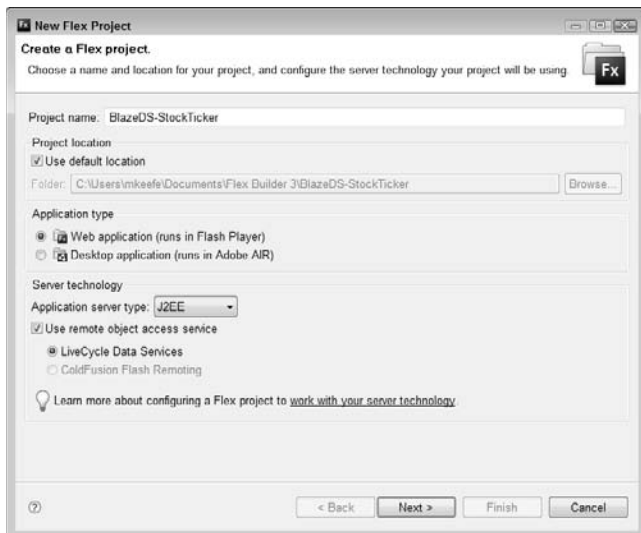 Fx New Flex Project
Create a Flex project.
Choose a name and location for your project, and configure the server technology your project will be using.
Fx
Project name: BlazeDS-StockTicker
Project location
Use default location
Folder: C:\Users\mkeefe\Documents\Flex Builder 3\BlazeDS-StockTicker Browse...
Application type
Web application (runs in Flash Player)
Desktop application (runs in Adobe AIR)
Server technology
Application server type: J2EE
Use remote object access service
LiveCycle Data Services
ColdFusion Flash Remoting
Learn more about configuring a Flex project to work with your server technology.
? < Back Next > Finish Cancel